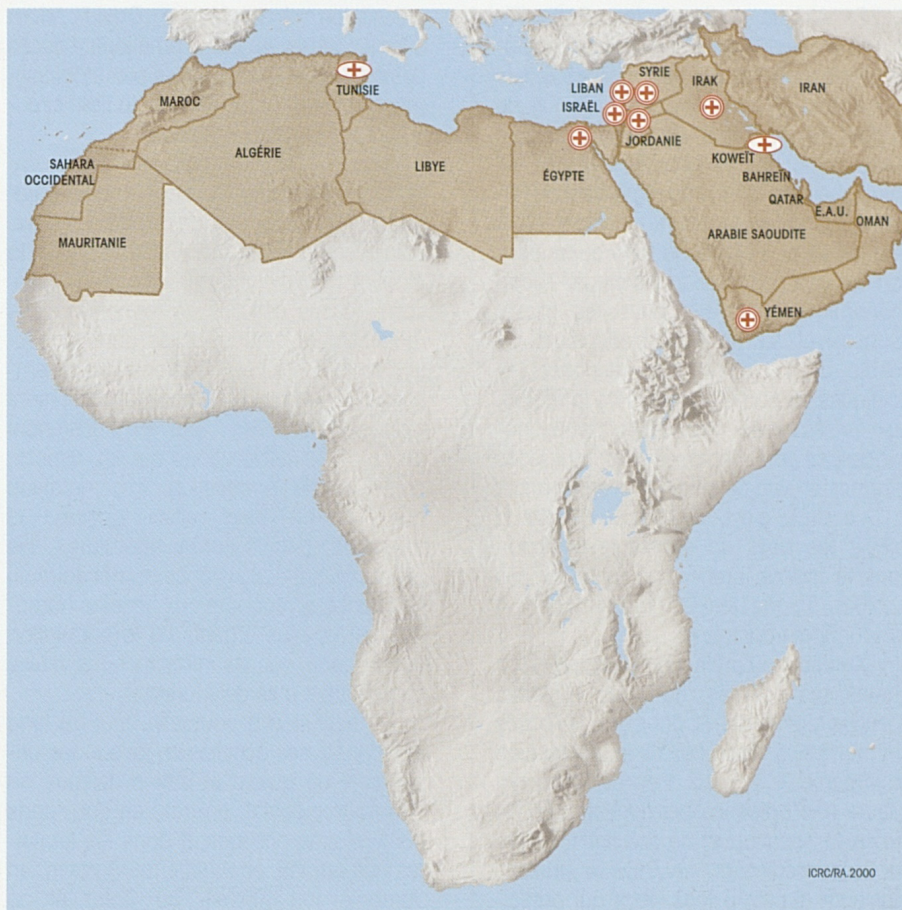 MAROC
TUNISIE
SAHARA
OCCIDENTAL
ALGÉRIE
LIBYE
ÉGYPTE
MAURITANIE
LIBAN
SYRIE
ISRAËL
IRAK
IRAN
JORDANIE
KOWEÏT
BAHREÏN
QATAR
É.A.U.
OMAN
ARABIE SAOUDITE
YÉMEN
ICRC/RA.2000